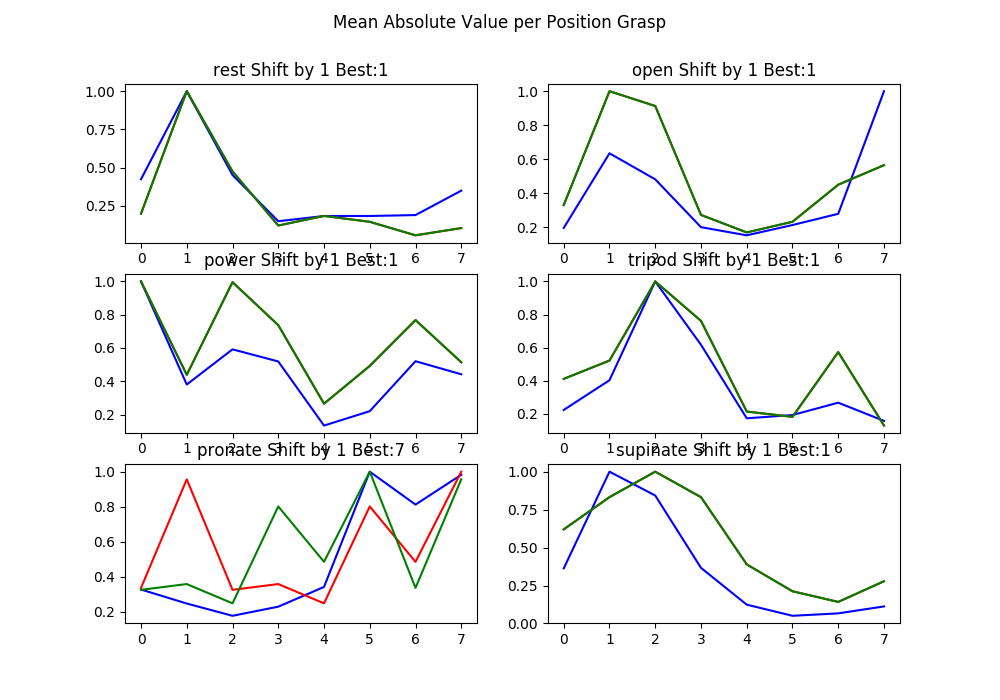 Mean Absolute Value per Position Grasp
rest Shift by 1 Best:1
1.00
0.75
0.50
0.25
0 1 2 3 4 5 6 7
open Shift by 1 Best:1
1.0
0.8
0.6
0.4
0.2
0 1 2 3 4 5 6 7
power Shift by 1 Best:1
1.0
0.8
0.6
0.4
0.2
0 1 2 3 4 5 6 7
tripod Shift by 1 Best:1
1.0
0.8
0.6
0.4
0.2
0 1 2 3 4 5 6 7
pronate Shift by 1 Best:7
1.0
0.8
0.6
0.4
0.2
0 1 2 3 4 5 6 7
supinate Shift by 1 Best:1
1.00
0.75
0.50
0.25
0.00
0 1 2 3 4 5 6 7